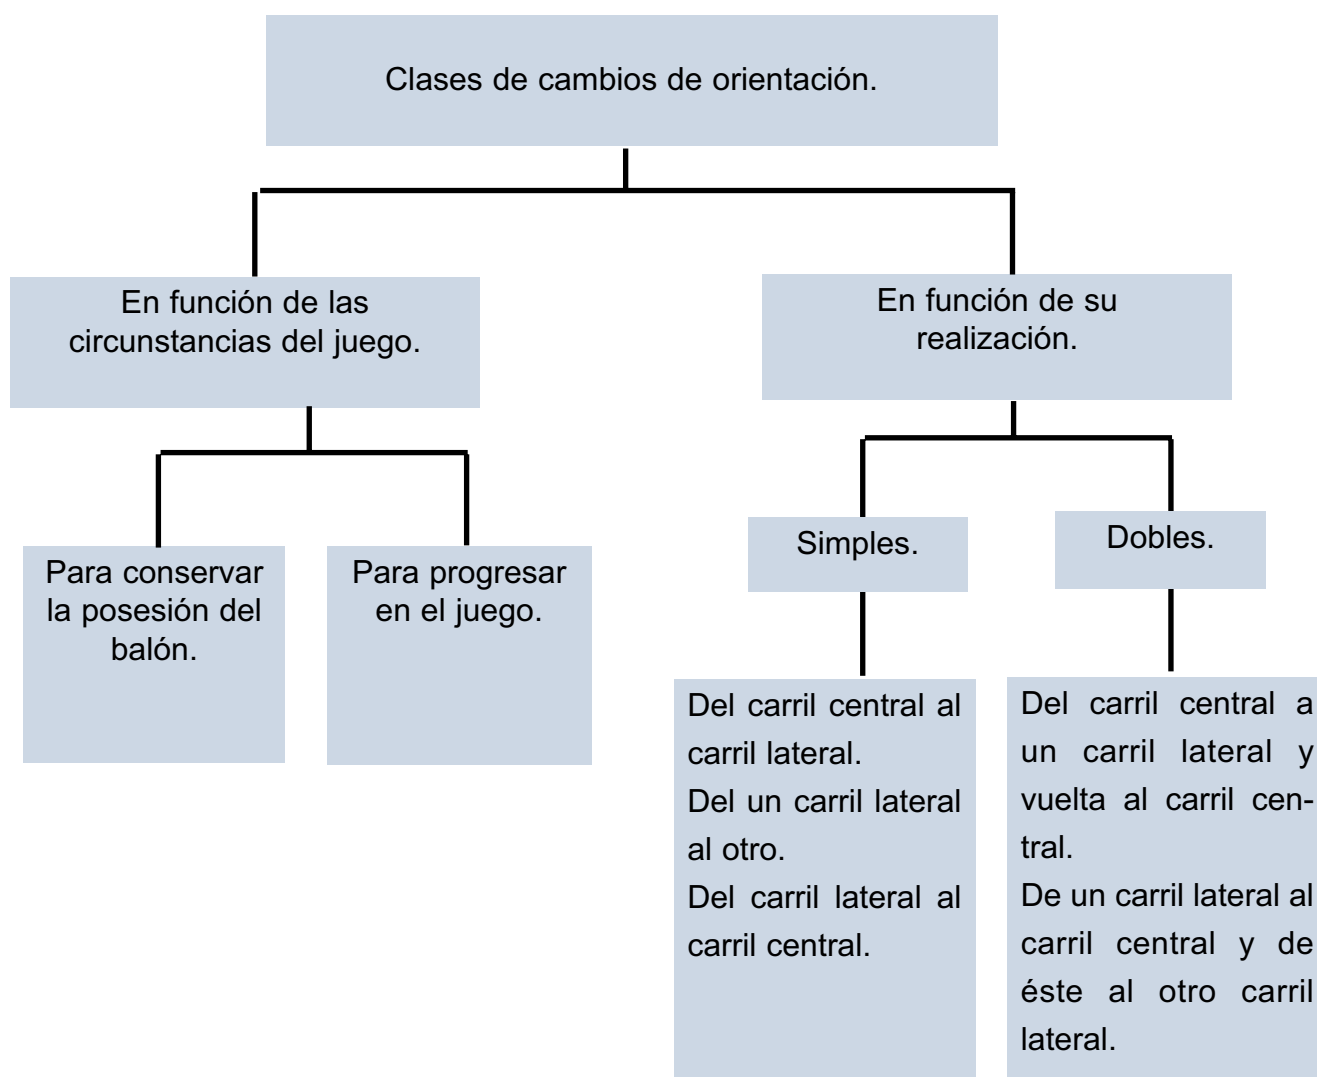 Clases de cambios de orientación.
En función de las
circunstancias del juego.
En función de su
realización.
Para conservar
la posesión del
balón.
Para progresar
en el juego.
Simples.
Dobles.
Del carril central al
carril lateral.
Del un carril lateral
al otro.
Del carril lateral al
carril central.
Del carril central a
un carril lateral y
vuelta al carril cen-
tral.
De un carril lateral al
carril central y de
éste al otro carril
lateral.